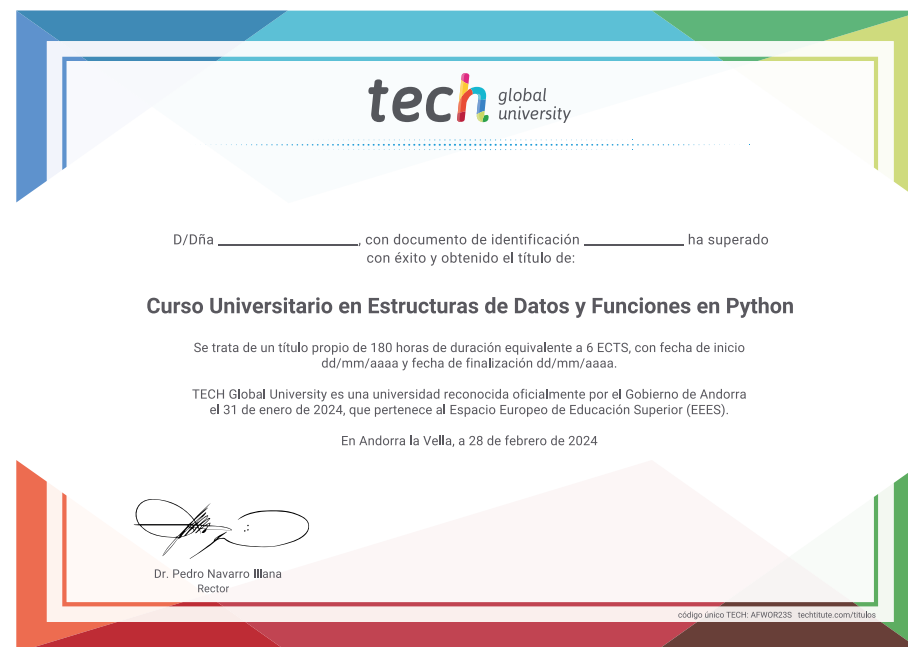 tech global university
D/Dña ____________________, con documento de identificación ______________ ha superado
con éxito y obtenido el título de:
Curso Universitario en Estructuras de Datos y Funciones en Python
Se trata de un título propio de 180 horas de duración equivalente a 6 ECTS, con fecha de inicio
dd/mm/aaaa y fecha de finalización dd/mm/aaaa.
TECH Global University es una universidad reconocida oficialmente por el Gobierno de Andorra
el 31 de enero de 2024, que pertenece al Espacio Europeo de Educación Superior (EEES).
En Andorra la Vella, a 28 de febrero de 2024
Dr. Pedro Navarro Illana
Rector
código único TECH: AFWOR23S techtitute.com/titulos